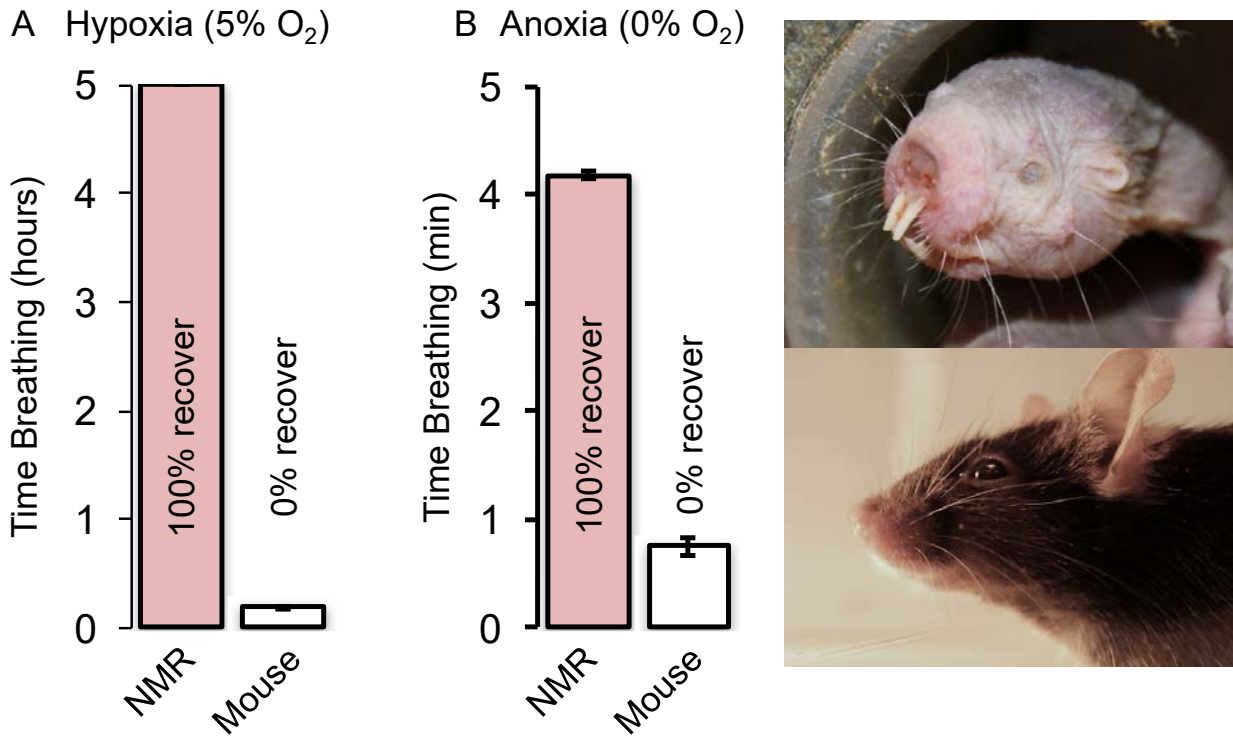 A Hypoxia (5% O₂)
Time Breathing (hours)
5
4
3
2
1
0
100% recover
0% recover
NMR
Mouse
B Anoxia (0% O₂)
Time Breathing (min)
5
4
3
2
1
0
100% recover
0% recover
NMR
Mouse